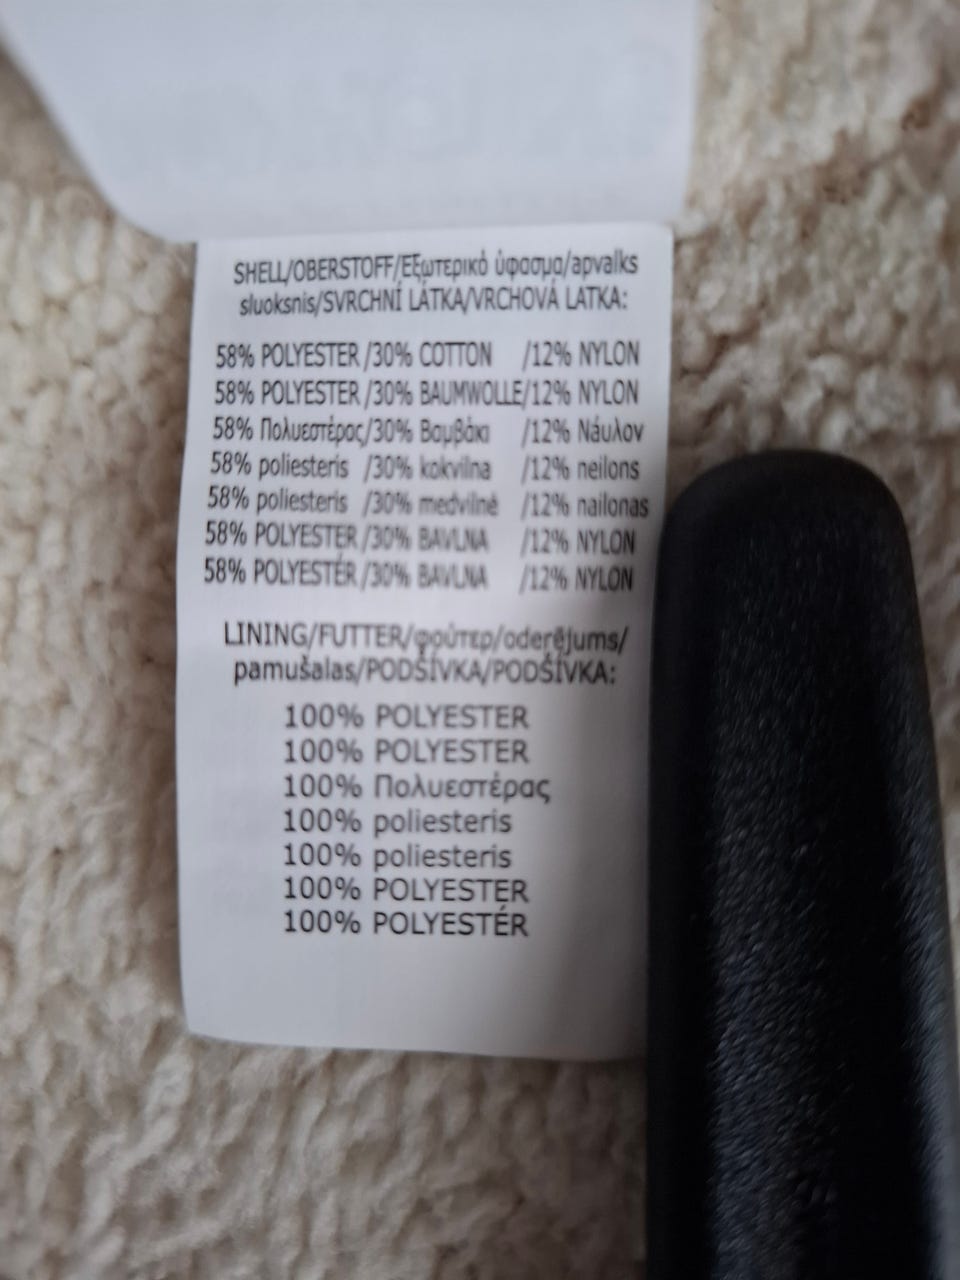 SHELL/OBERSTOFF/Εξωτερικό ύφασμα/apvalks
sluoksnis/SVRCHNÍ LÁTKA/VRCHOVÁ LATKA:
58% POLYESTER /30% COTTON /12% NYLON
58% POLYESTER /30% BAUMWOLLE/12% NYLON
58% Πολυεστέρας/30% Βαμβάκι /12% Νάυλον
58% poliesteris /30% kokvilna /12% neilons
58% poliesteris /30% medvilnė /12% nailonas
58% POLYESTER /30% BAVLNA /12% NYLON
58% POLYESTÉR /30% BAVLNA /12% NYLON
LINING/FUTTER/φούτερ/oderējums/
pamušalas/PODŠÍVKA/PODŠÍVKA:
100% POLYESTER
100% POLYESTER
100% Πολυεστέρας
100% poliesteris
100% poliesteris
100% POLYESTER
100% POLYESTÉR